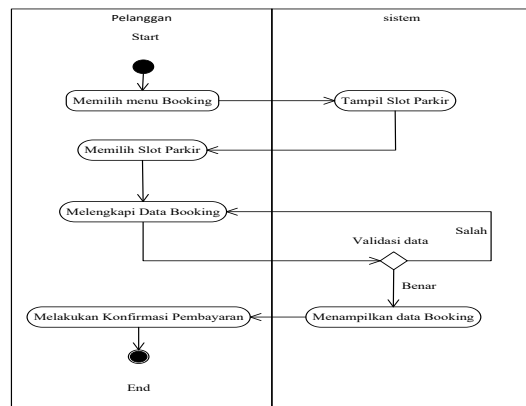 Pelanggan
sistem
Start
Memilih menu Booking
Tampil Slot Parkir
Memilih Slot Parkir
Melengkapi Data Booking
Validasi data
Salah
Benar
Melakukan Konfirmasi Pembayaran
Menampilkan data Booking
End